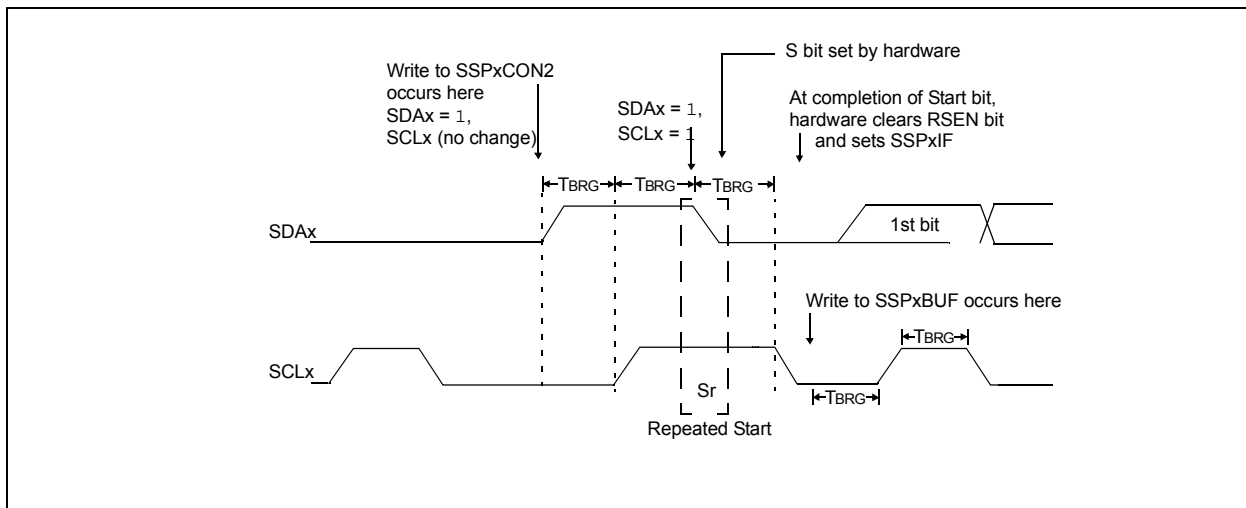 S bit set by hardware
Write to SSPxCON2
occurs here
SDAx = 1,
SCLx (no change)
SDAx = 1,
SCLx = 1
At completion of Start bit,
hardware clears RSEN bit
and sets SSPxIF
TBRG TBRG TBRG
SDAx
1st bit
Write to SSPxBUF occurs here
TBRG
SCLx
Sr
TBRG
Repeated Start